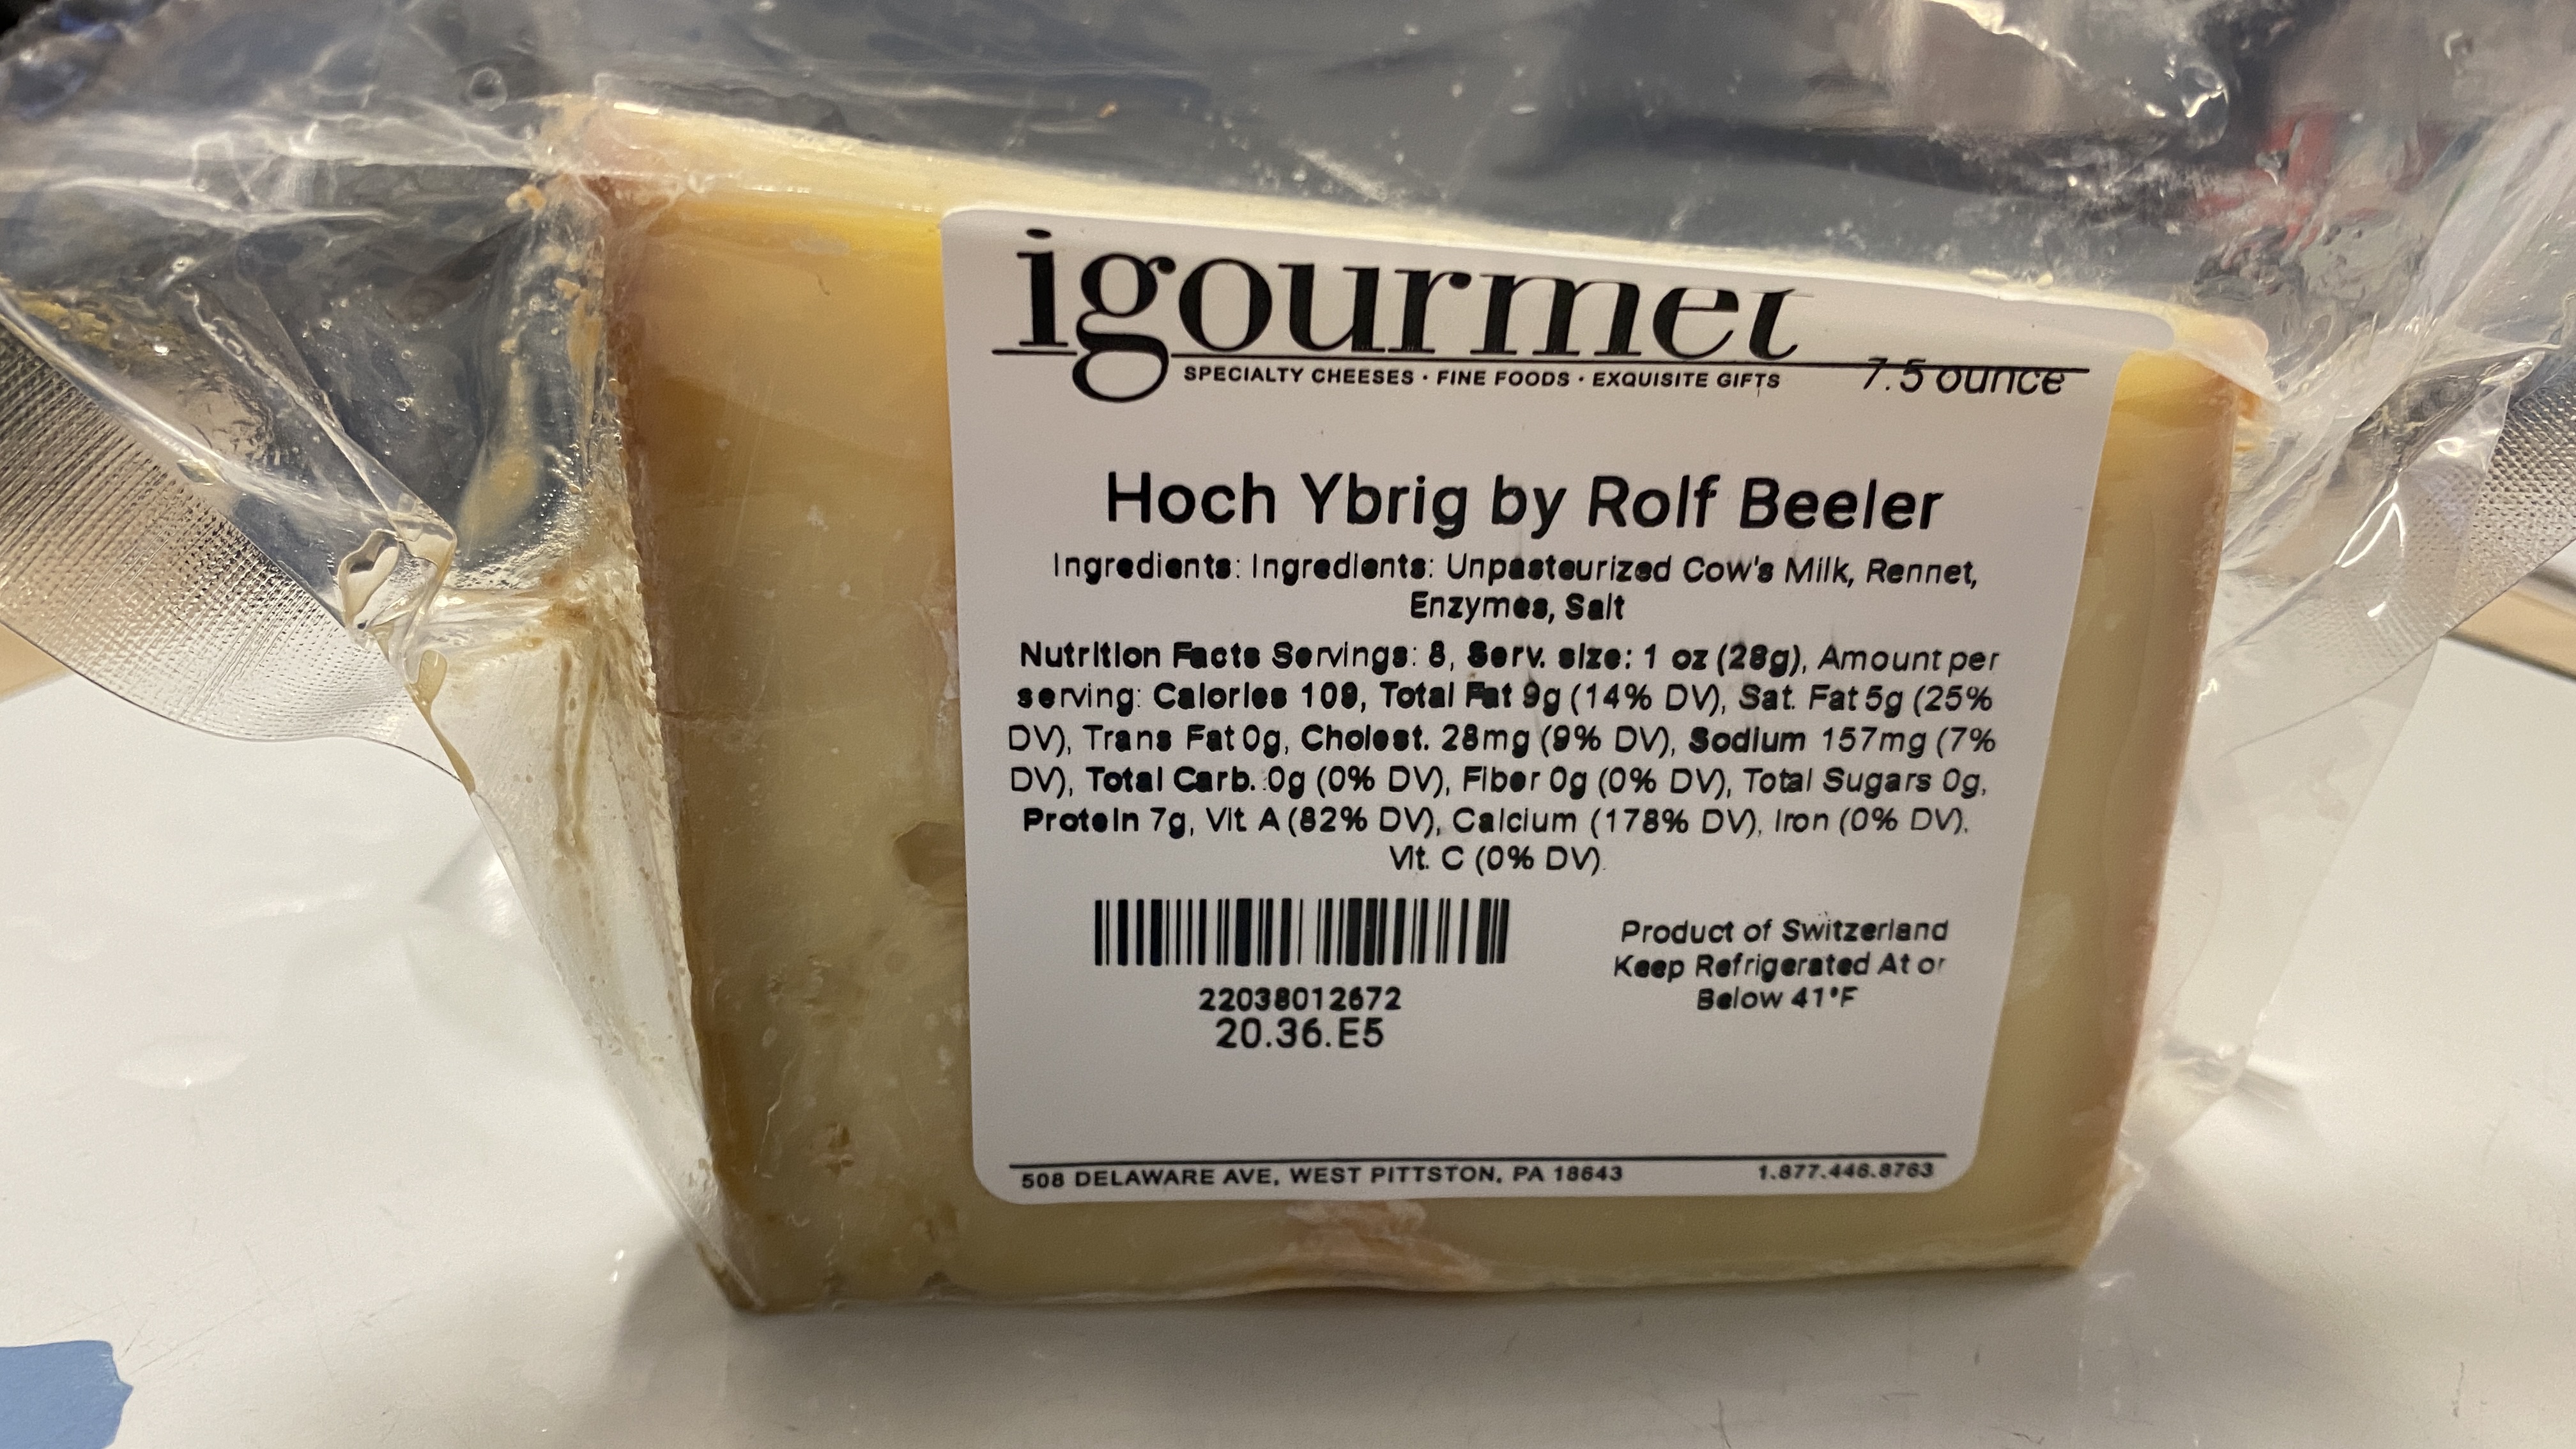 igourmet
SPECIALTY CHEESES · FINE FOODS · EXQUISITE GIFTS
7.5 ounce
Hoch Ybrig by Rolf Beeler
Ingredients: Ingredients: Unpasteurized Cow's Milk, Rennet,
Enzymes, Salt
Nutrition Facts Servings: 8, Serv. size: 1 oz (28g), Amount per
serving: Calories 109, Total Fat 9g (14% DV), Sat. Fat 5g (25%
DV), Trans Fat 0g, Cholest. 28mg (9% DV), Sodium 157mg (7%
DV), Total Carb. 0g (0% DV), Fiber 0g (0% DV), Total Sugars 0g,
Protein 7g, Vit. A (82% DV), Calcium (178% DV), Iron (0% DV),
Vit. C (0% DV).
22038012672
20.36.E5
Product of Switzerland
Keep Refrigerated At or
Below 41°F
508 DELAWARE AVE, WEST PITTSTON, PA 18643
1.877.446.8763